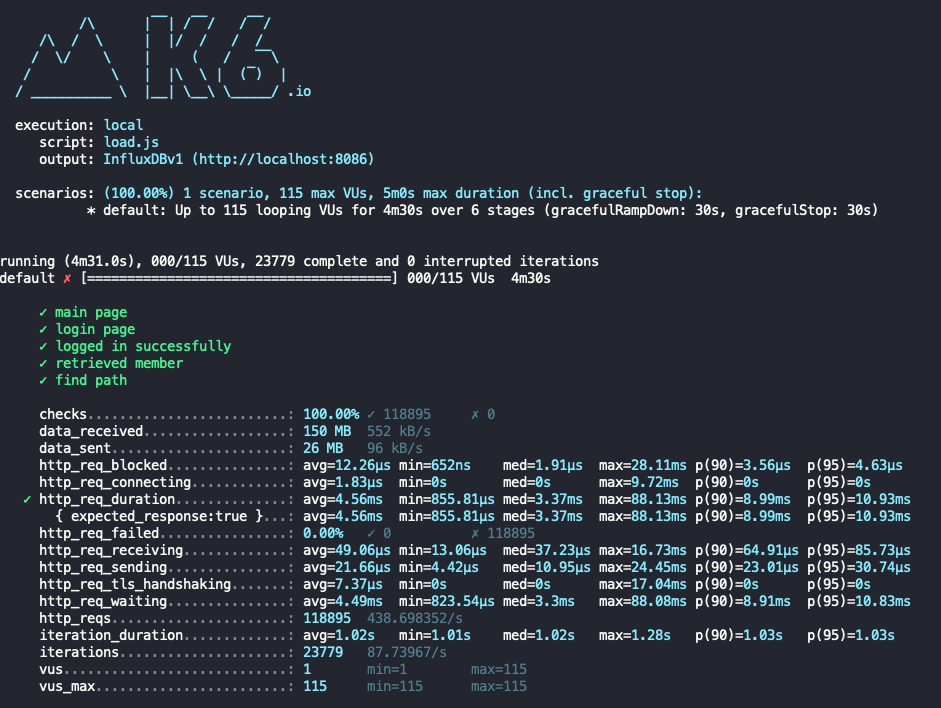 .io
execution: local
script: load.js
output: InfluxDBv1 (http://localhost:8086)
scenarios: (100.00%) 1 scenario, 115 max VUs, 5m0s max duration (incl. graceful stop):
* default: Up to 115 looping VUs for 4m30s over 6 stages (gracefulRampDown: 30s, gracefulStop: 30s)
running (4m31.0s), 000/115 VUs, 23779 complete and 0 interrupted iterations
default ✗ [======================================] 000/115 VUs  4m30s
✓ main page
✓ login page
✓ logged in successfully
✓ retrieved member
✓ find path
checks.........................: 100.00% ✓ 118895     ✗ 0
data_received..................: 150 MB  552 kB/s
data_sent......................: 26 MB   96 kB/s
http_req_blocked...............: avg=12.26µs min=652ns    med=1.91µs  max=28.11ms p(90)=3.56µs  p(95)=4.63µs
http_req_connecting............: avg=1.83µs  min=0s       med=0s      max=9.72ms  p(90)=0s      p(95)=0s
✓ http_req_duration..............: avg=4.56ms  min=855.81µs med=3.37ms  max=88.13ms p(90)=8.99ms  p(95)=10.93ms
{ expected_response:true }...: avg=4.56ms  min=855.81µs med=3.37ms  max=88.13ms p(90)=8.99ms  p(95)=10.93ms
http_req_failed................: 0.00%   ✓ 0          ✗ 118895
http_req_receiving.............: avg=49.06µs min=13.06µs  med=37.23µs max=16.73ms p(90)=64.91µs p(95)=85.73µs
http_req_sending...............: avg=21.66µs min=4.42µs   med=10.95µs max=24.45ms p(90)=23.01µs p(95)=30.74µs
http_req_tls_handshaking.......: avg=7.37µs  min=0s       med=0s      max=17.04ms p(90)=0s      p(95)=0s
http_req_waiting...............: avg=4.49ms  min=823.54µs med=3.3ms   max=88.08ms p(90)=8.91ms  p(95)=10.83ms
http_reqs......................: 118895  438.698352/s
iteration_duration.............: avg=1.02s   min=1.01s    med=1.02s   max=1.28s   p(90)=1.03s   p(95)=1.03s
iterations.....................: 23779   87.73967/s
vus............................: 1       min=1        max=115
vus_max........................: 115     min=115      max=115